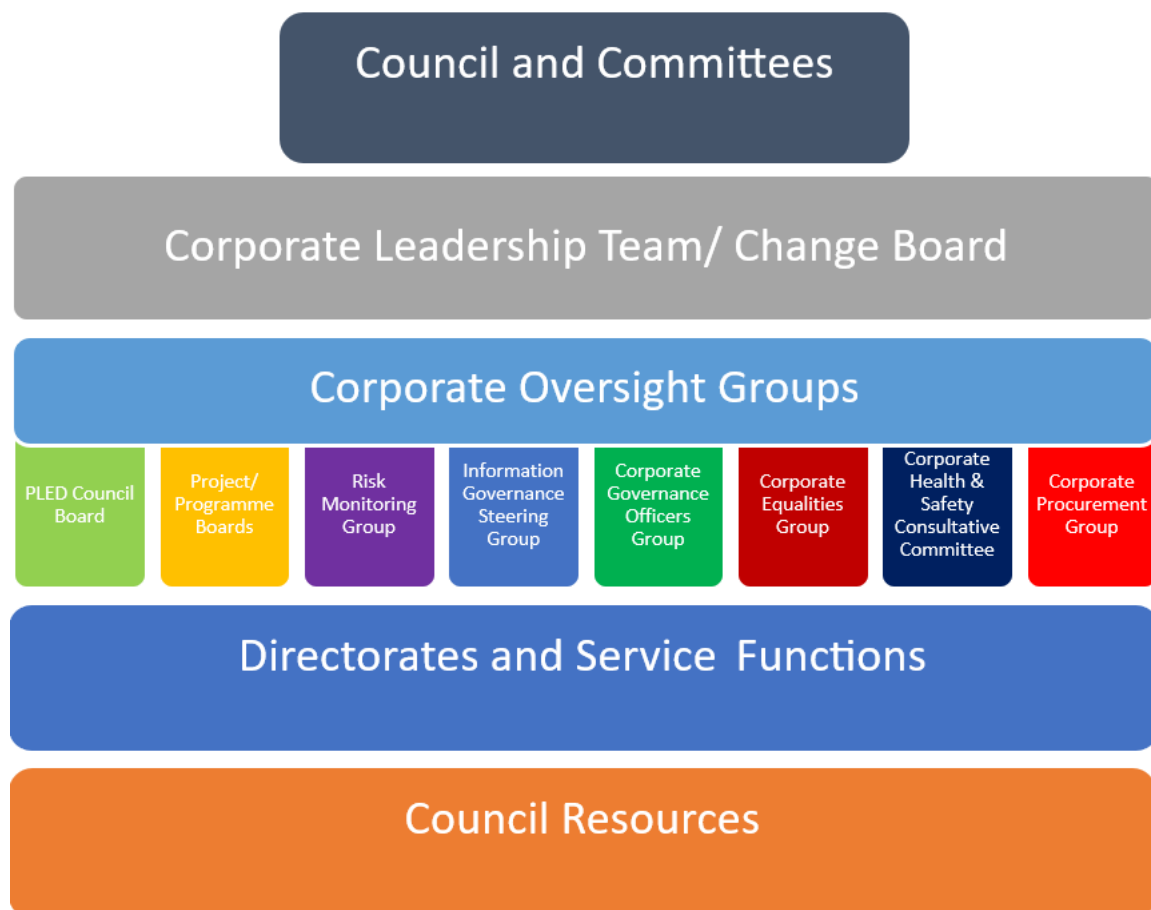 Council and Committees
Corporate Leadership Team/ Change Board
Corporate Oversight Groups
PLED Council
Board
Project/
Programme
Boards
Risk
Monitoring
Group
Information
Governance
Steering
Group
Corporate
Governance
Officers
Group
Corporate
Equalities
Group
Corporate
Health &
Safety
Consultative
Committee
Corporate
Procurement
Group
Directorates and Service Functions
Council Resources